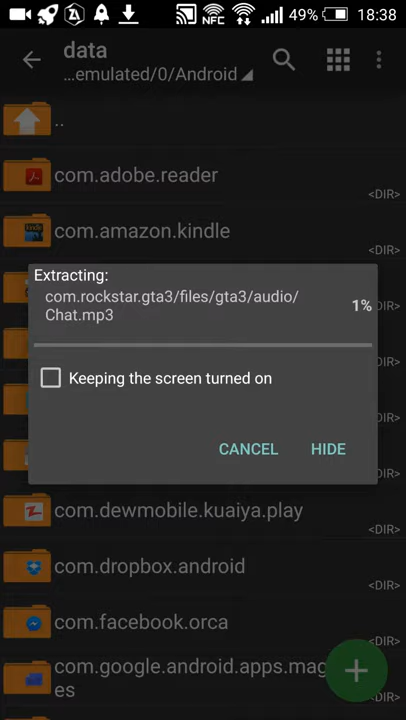 NFC 49% 18:38
data
...emulated/0/Android
..
com.adobe.reader
<DIR>
com.amazon.kindle
<DIR>
Extracting:
com.rockstar.gta3/files/gta3/audio/
Chat.mp3
1%
Keeping the screen turned on
CANCEL HIDE
com.dewmobile.kuaiya.play
<DIR>
com.dropbox.android
<DIR>
com.facebook.orca
<DIR>
com.google.android.apps.mag
es
<DIR>